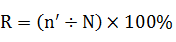 R = (n′ ÷ N) × 100%